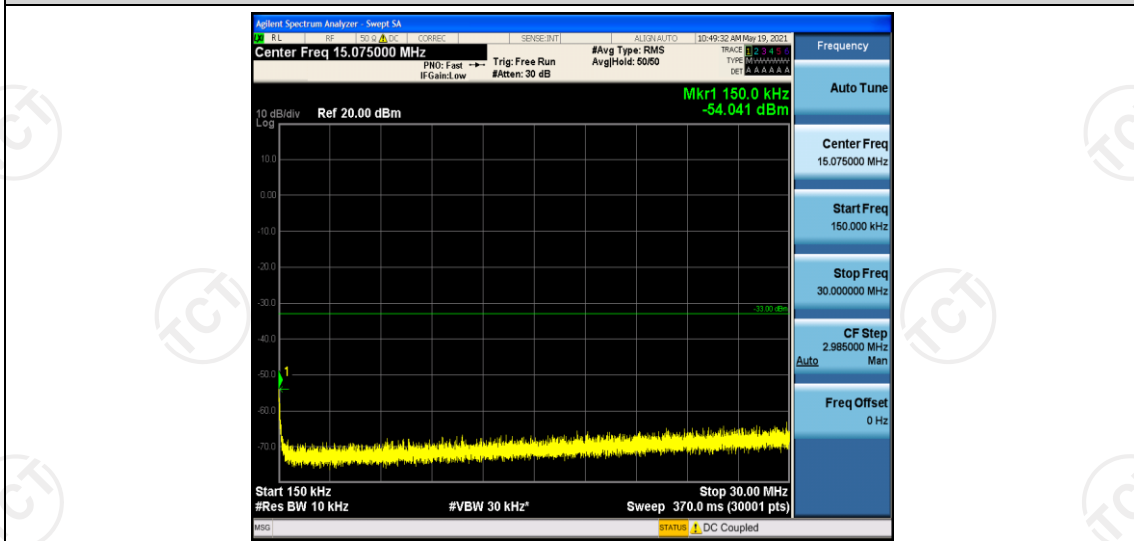 Agilent Spectrum Analyzer - Swept SA
RL RF 50 Ω DC CORREC SENSE:INT ALIGN AUTO 10:49:32 AM May 19, 2021
Center Freq 15.075000 MHz
PNO: Fast
IFGain:Low
Trig: Free Run
#Atten: 30 dB
#Avg Type: RMS
Avg|Hold: 50/50
TRACE 1 2 3 4 5 6
TYPE M
DET A A A A A A
Mkr1 150.0 kHz
-54.041 dBm
10 dB/div Ref 20.00 dBm
Log
10.0
0.00
-10.0
-20.0
-30.0
-33.00 dBm
-40.0
-50.0
1
-60.0
-70.0
Start 150 kHz Stop 30.00 MHz
#Res BW 10 kHz #VBW 30 kHz* Sweep 370.0 ms (30001 pts)
MSG STATUS DC Coupled
Frequency
Auto Tune
Center Freq
15.075000 MHz
Start Freq
150.000 kHz
Stop Freq
30.000000 MHz
CF Step
2.985000 MHz
Auto Man
Freq Offset
0 Hz
TCT
TCT
TCT
TCT
TCT
TCT